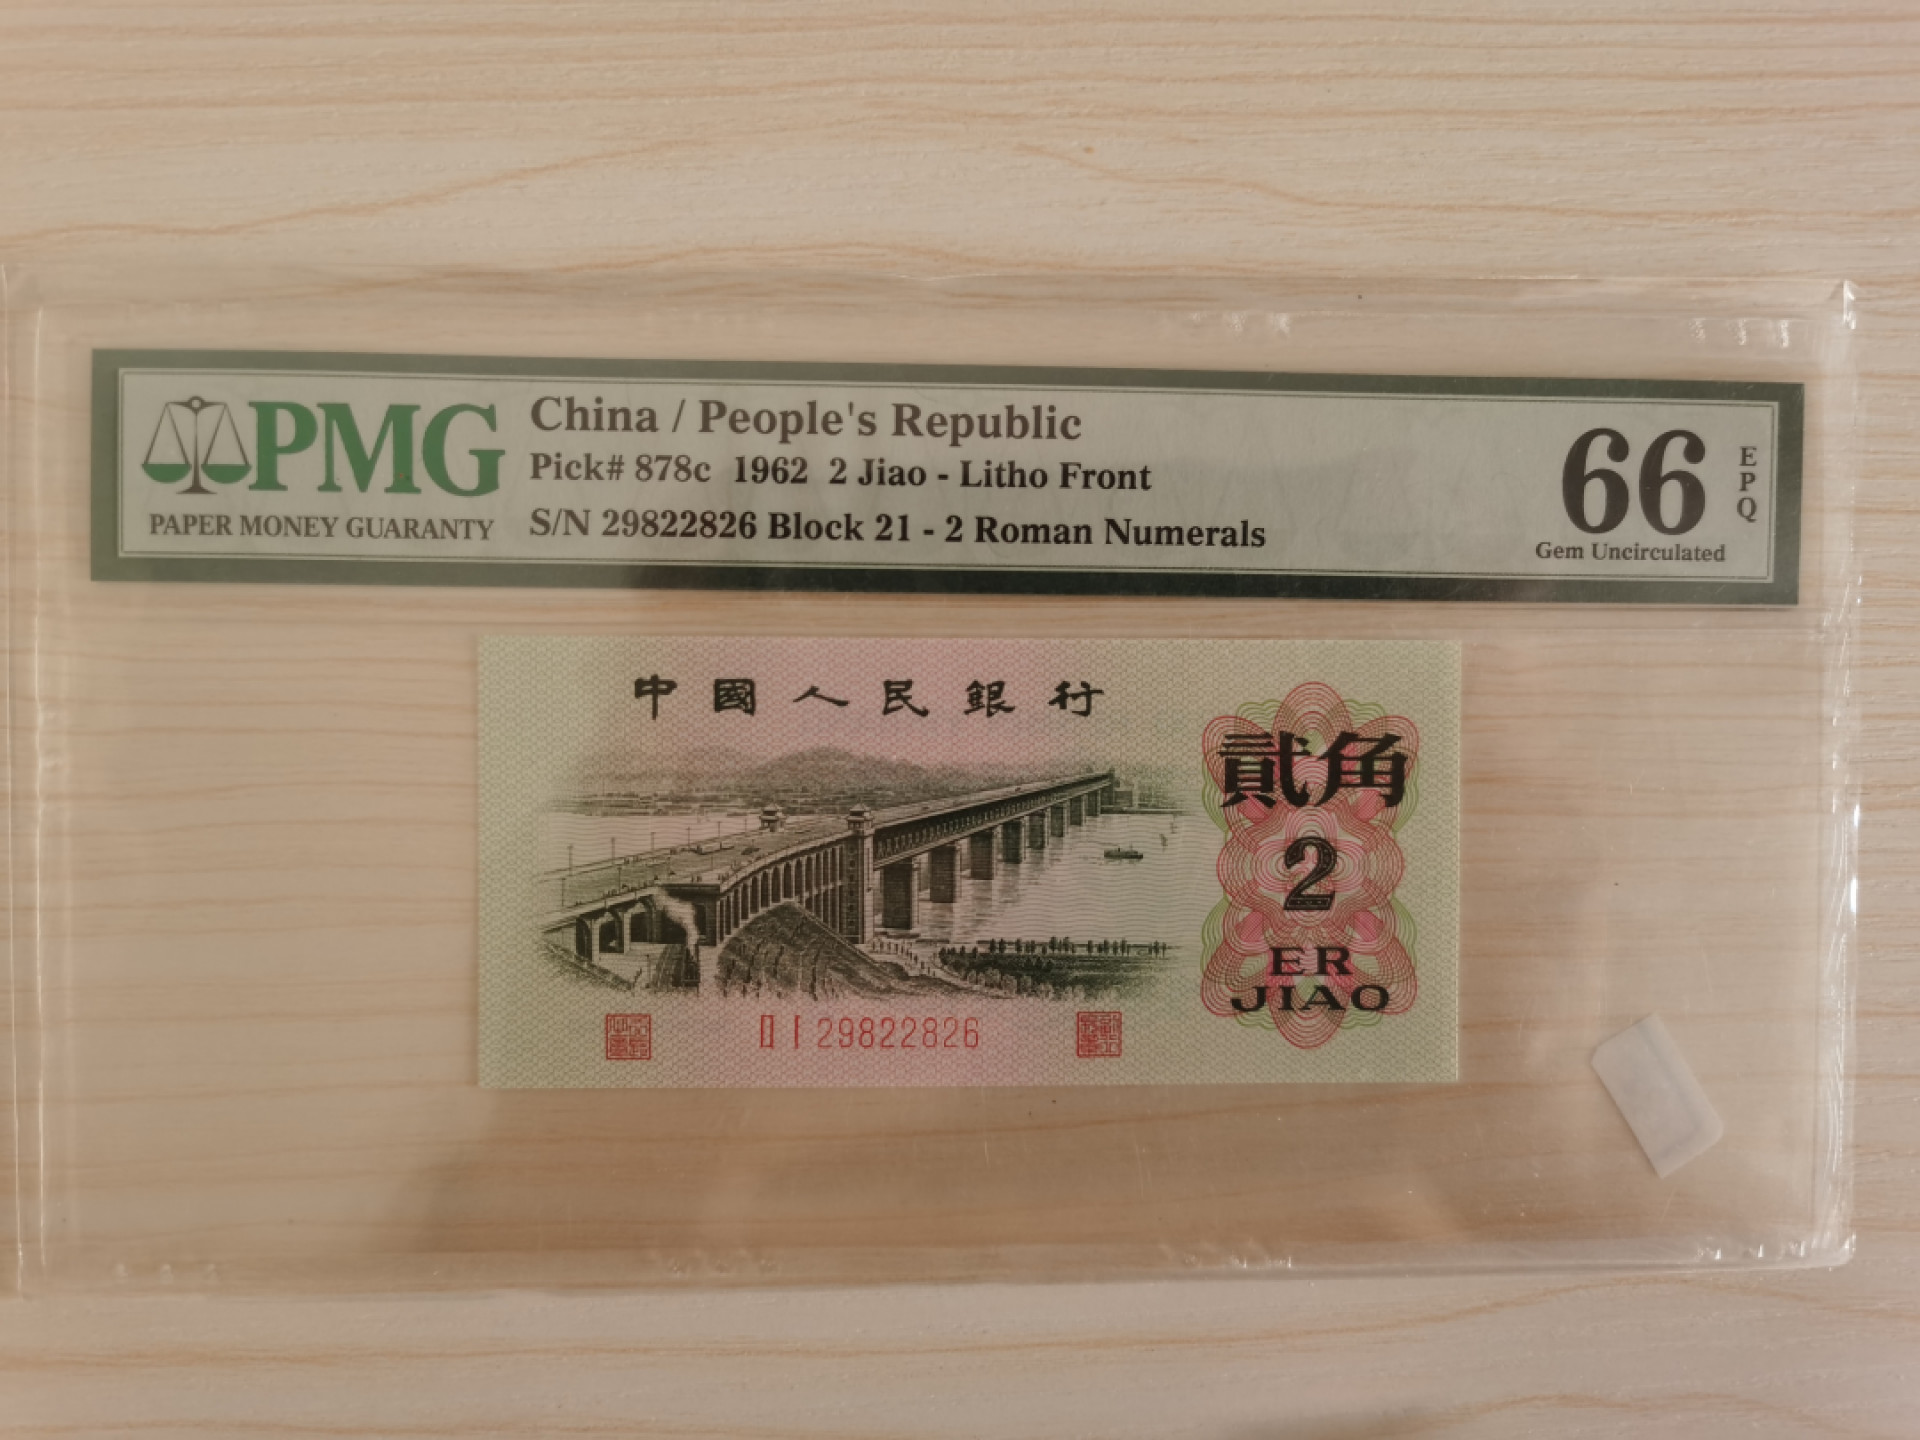 PMG
PAPER MONEY GUARANTY
China / People's Republic
Pick# 878c 1962 2 Jiao - Litho Front
S/N 29822826 Block 21 - 2 Roman Numerals
66
EPQ
Gem Uncirculated
中國人民銀行
貳角
2
ER
JIAO
II I 29822826